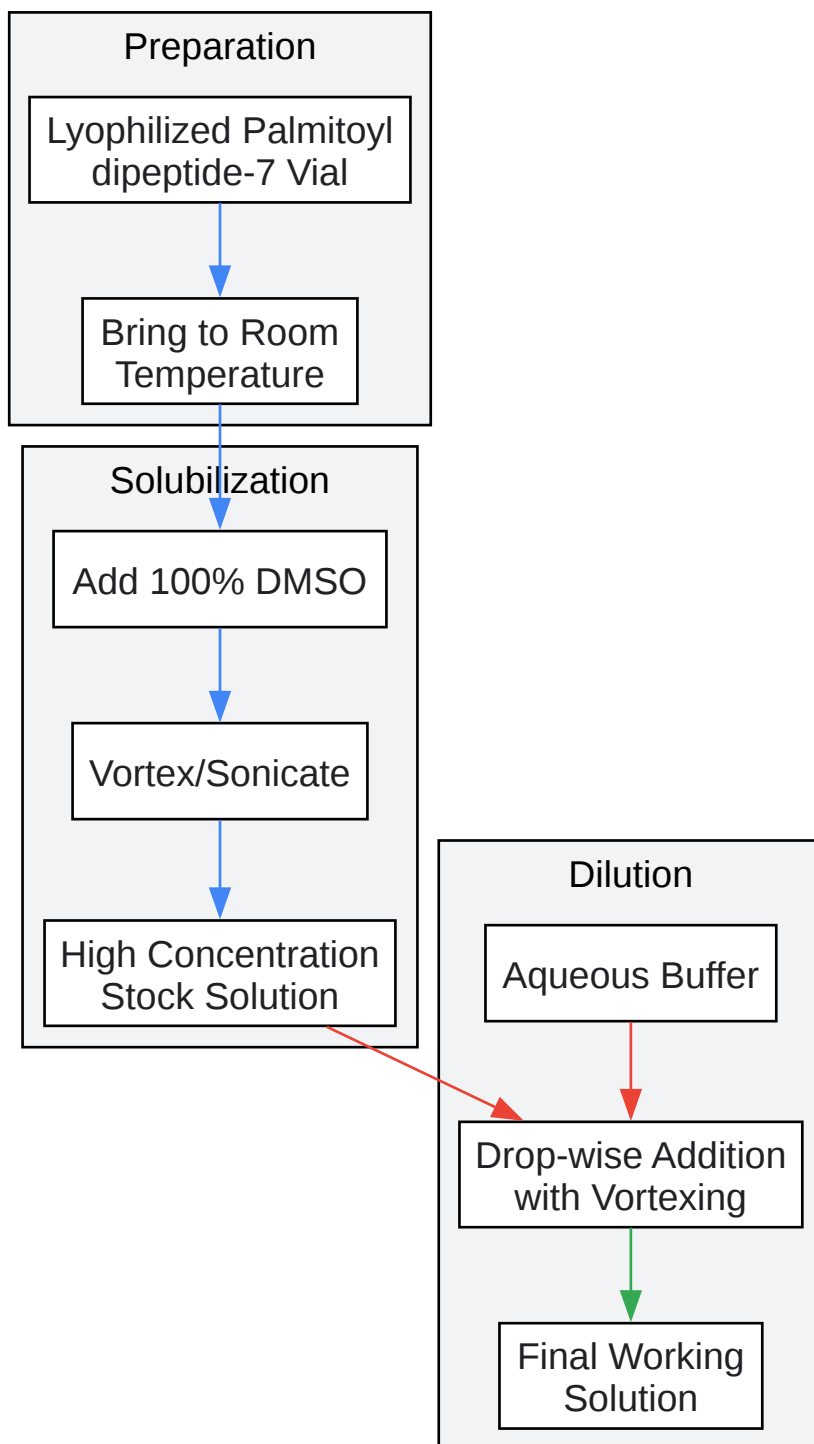 Preparation
Lyophilized Palmitoyl
dipeptide-7 Vial
Bring to Room
Temperature
Solubilization
Add 100% DMSO
Vortex/Sonicate
High Concentration
Stock Solution
Dilution
Aqueous Buffer
Drop-wise Addition
with Vortexing
Final Working
Solution